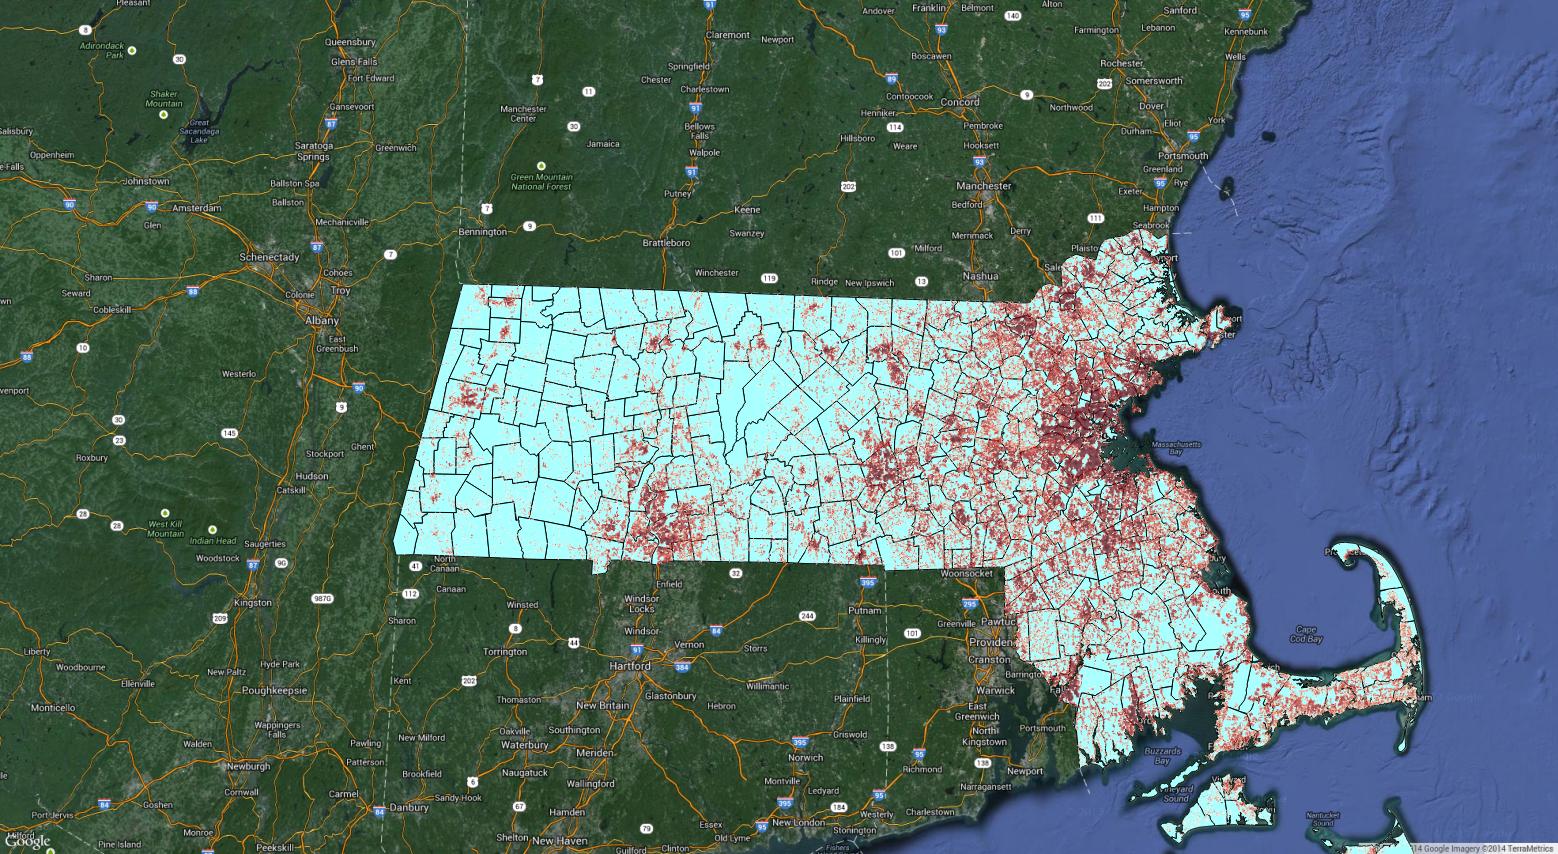 Pleasant
Andover
Franklin
Belmont
Alton
Sanford
Kennebunk
Queensbury
Glens Falls
Fort Edward
Claremont
Newport
Farmington
Lebanon
Wells
Adirondack
Park
Springfield
Chester
Charlestown
Boscawen
Rochester
Somersworth
Shaker
Mountain
Great
Sacandaga
Lake
Gansevoort
Manchester
Center
Contoocook
Concord
Northwood
Dover
Salisbury
Saratoga
Springs
Greenwich
Jamaica
Bellows
Falls
Walpole
Henniker
Hillsboro
Weare
Pembroke
Hooksett
Durham
Eliot
York
Portsmouth
Oppenheim
Johnstown
Ballston Spa
Ballston
Green Mountain
National Forest
Putney
Manchester
Bedford
Greenland
Rye
Exeter
Hampton
Seabrook
Amsterdam
Glen
Mechanicville
Bennington
Keene
Swanzey
Brattleboro
Milford
Merrimack
Derry
Plaistow
Schenectady
Sharon
Seward
Cobleskill
Cohoes
Colonie
Troy
Albany
East
Greenbush
Winchester
Rindge
New Ipswich
Nashua
Westerlo
Roxbury
Ghent
Stockport
Hudson
Catskill
Massachusetts
Bay
West Kill
Mountain
Indian Head
Woodstock
Saugerties
Kingston
North
Canaan
Canaan
Sharon
Winsted
Enfield
Windsor
Locks
Windsor
Vernon
Storrs
Hartford
Putnam
Killingly
Woonsocket
Greenville
Cranston
Warwick
Cape
Cod Bay
Liberty
Woodbourne
Ellenville
Monticello
New Paltz
Hyde Park
Poughkeepsie
Wappingers
Falls
Kent
Torrington
Thomaston
New Britain
Glastonbury
Hebron
Willimantic
Plainfield
Griswold
East
Greenwich
North
Kingstown
Portsmouth
Newport
Narragansett
Buzzards
Bay
Vineyard
Sound
Nantucket
Sound
Walden
Newburgh
Cornwall
Pawling
Patterson
Carmel
Danbury
New Milford
Brookfield
Sandy Hook
Oakville
Waterbury
Naugatuck
Southington
Meriden
Wallingford
Hamden
New Haven
Norwich
Montville
Ledyard
New London
Richmond
Westerly
Stonington
Charlestown
Port Jervis
Goshen
Milford
Pine Island
Monroe
Peekskill
Shelton
Guilford
Clinton
Essex
Old Lyme
Fishers
Google
14 Google Imagery ©2014 TerraMetrics